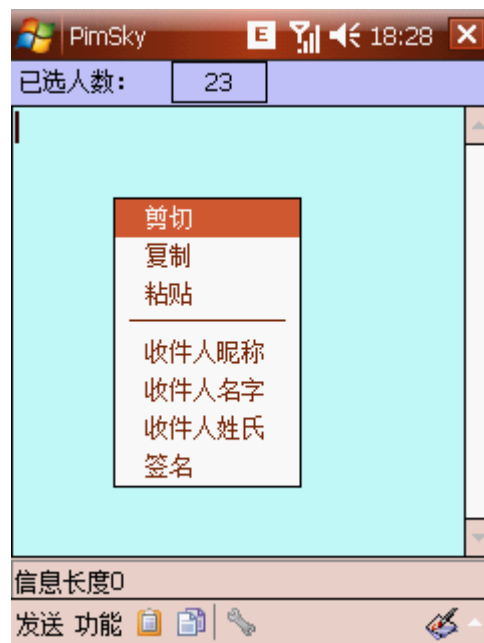 PimSky E 18:28
已选人数: 23
剪切
复制
粘贴
收件人昵称
收件人名字
收件人姓氏
签名
信息长度0
发送 功能